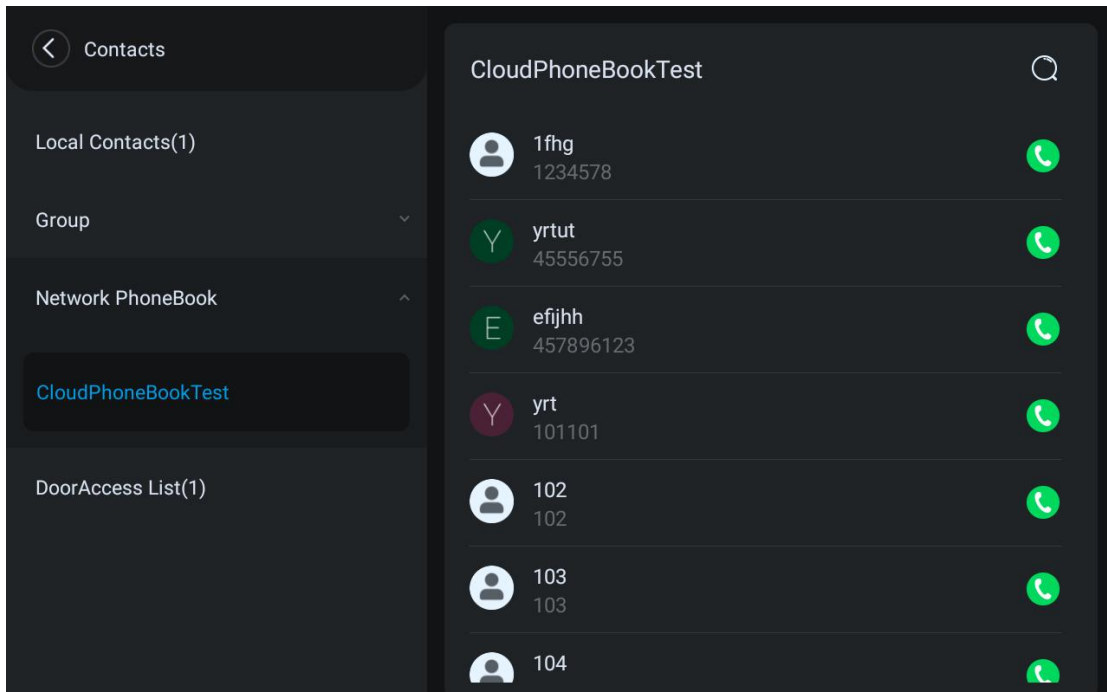 Contacts
Local Contacts(1)
Group
Network PhoneBook
CloudPhoneBookTest
DoorAccess List(1)
CloudPhoneBookTest
1fhg
1234578
Y
yrtut
45556755
E
efijhh
457896123
Y
yrt
101101
102
102
103
103
104